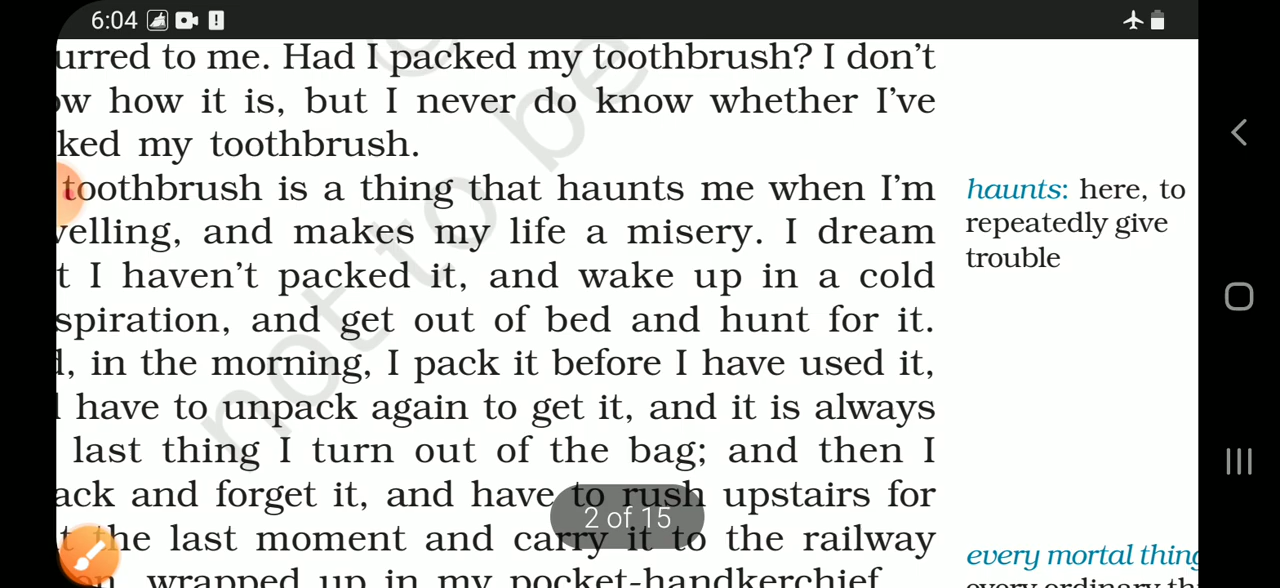 6:04
urred to me. Had I packed my toothbrush? I don't
how it is, but I never do know whether I've
ked my toothbrush.
toothbrush is a thing that haunts me when I'm
velling, and makes my life a misery. I dream
t I haven't packed it, and wake up in a cold
spiration, and get out of bed and hunt for it.
d, in the morning, I pack it before I have used it,
have to unpack again to get it, and it is always
last thing I turn out of the bag; and then I
ack and forget it, and have to rush upstairs for
t the last moment and carry it to the railway
wrapped up in my pocket-handkerchief.
haunts: here, to
repeatedly give
trouble
every mortal thing
every ordinary
not to be
2 of 15